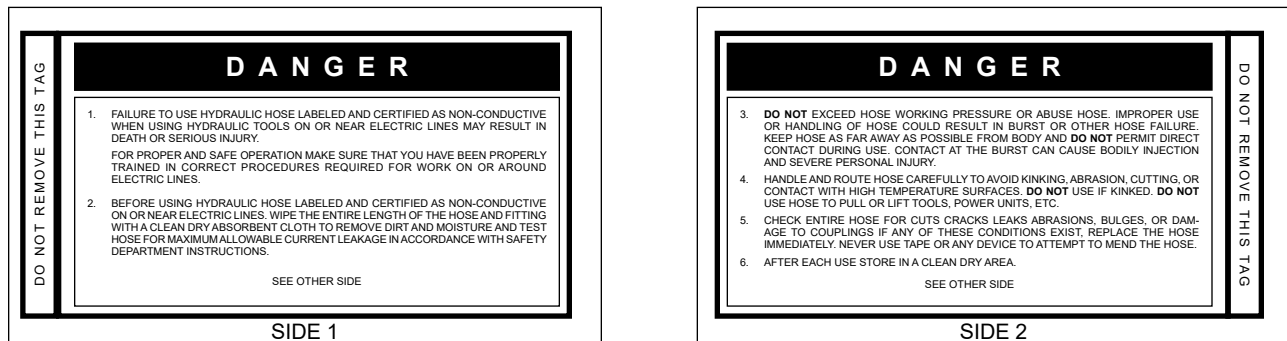 DO NOT REMOVE THIS TAG
DANGER
1. FAILURE TO USE HYDRAULIC HOSE LABELED AND CERTIFIED AS NON-CONDUCTIVE
WHEN USING HYDRAULIC TOOLS ON OR NEAR ELECTRIC LINES MAY RESULT IN
DEATH OR SERIOUS INJURY.
FOR PROPER AND SAFE OPERATION MAKE SURE THAT YOU HAVE BEEN PROPERLY
TRAINED IN CORRECT PROCEDURES REQUIRED FOR WORK ON OR AROUND
ELECTRIC LINES.
2. BEFORE USING HYDRAULIC HOSE LABELED AND CERTIFIED AS NON-CONDUCTIVE
ON OR NEAR ELECTRIC LINES. WIPE THE ENTIRE LENGTH OF THE HOSE AND FITTING
WITH A CLEAN DRY ABSORBENT CLOTH TO REMOVE DIRT AND MOISTURE AND TEST
HOSE FOR MAXIMUM ALLOWABLE CURRENT LEAKAGE IN ACCORDANCE WITH SAFETY
DEPARTMENT INSTRUCTIONS.
SEE OTHER SIDE
SIDE 1
DANGER
3. DO NOT EXCEED HOSE WORKING PRESSURE OR ABUSE HOSE. IMPROPER USE
OR HANDLING OF HOSE COULD RESULT IN BURST OR OTHER HOSE FAILURE.
KEEP HOSE AS FAR AWAY AS POSSIBLE FROM BODY AND DO NOT PERMIT DIRECT
CONTACT DURING USE. CONTACT AT THE BURST CAN CAUSE BODILY INJECTION
AND SEVERE PERSONAL INJURY.
4. HANDLE AND ROUTE HOSE CAREFULLY TO AVOID KINKING, ABRASION, CUTTING, OR
CONTACT WITH HIGH TEMPERATURE SURFACES. DO NOT USE IF KINKED. DO NOT
USE HOSE TO PULL OR LIFT TOOLS, POWER UNITS, ETC.
5. CHECK ENTIRE HOSE FOR CUTS CRACKS LEAKS ABRASIONS, BULGES, OR DAM-
AGE TO COUPLINGS IF ANY OF THESE CONDITIONS EXIST, REPLACE THE HOSE
IMMEDIATELY. NEVER USE TAPE OR ANY DEVICE TO ATTEMPT TO MEND THE HOSE.
6. AFTER EACH USE STORE IN A CLEAN DRY AREA.
SEE OTHER SIDE
DO NOT REMOVE THIS TAG
SIDE 2